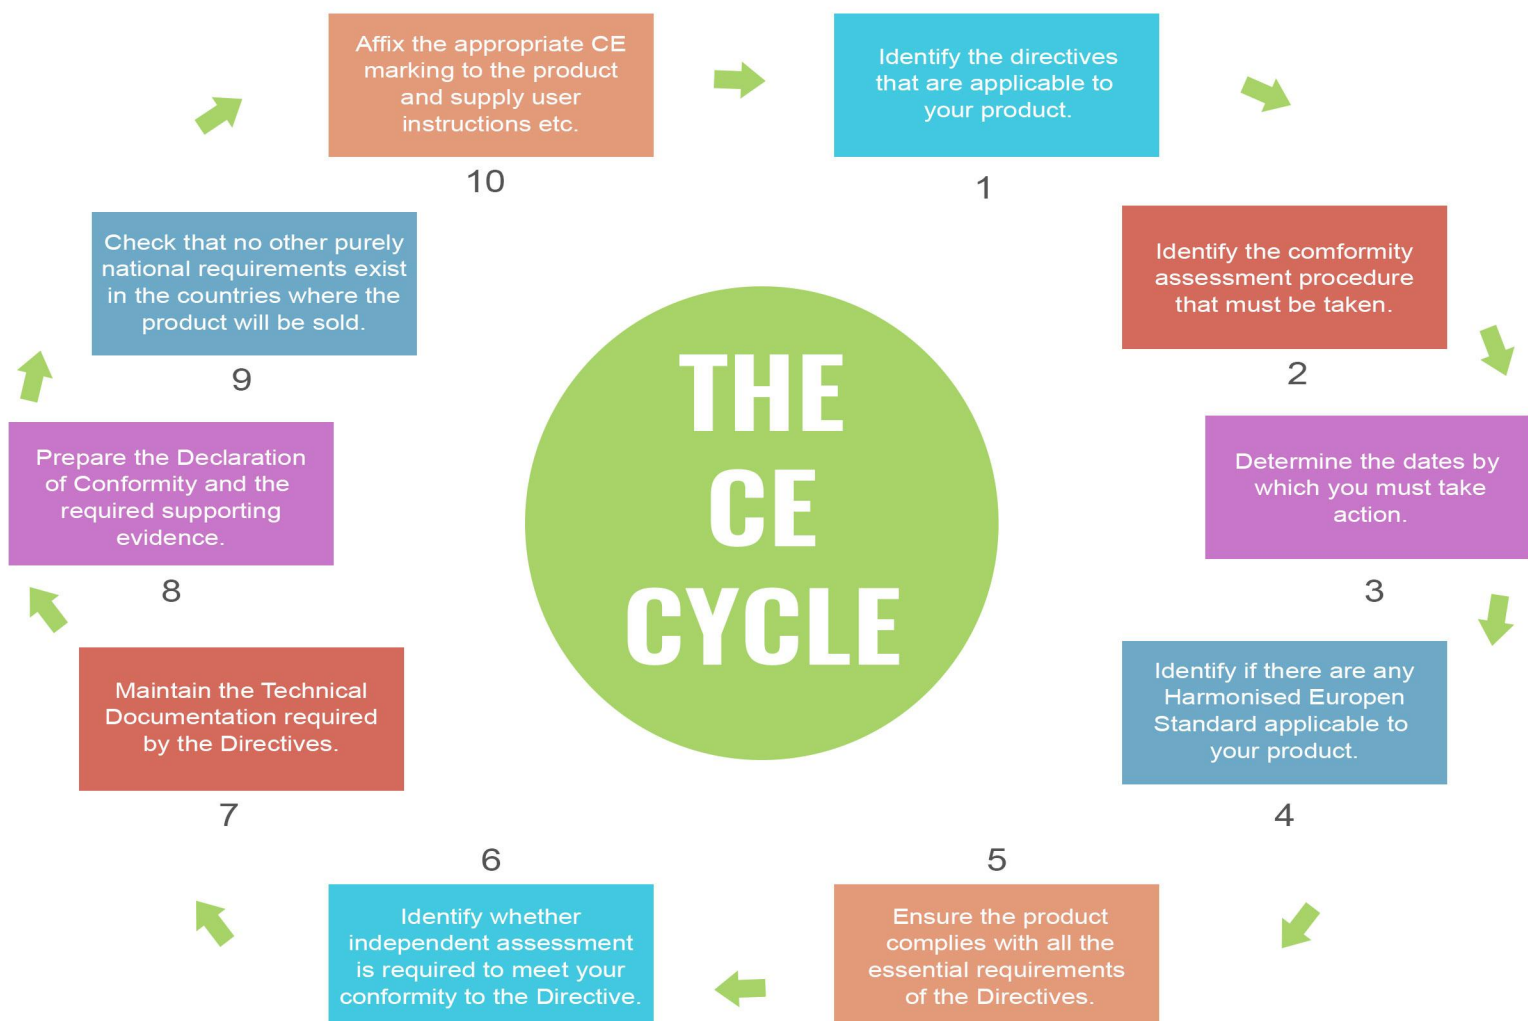 THE
CE
CYCLE
Identify the directives
that are applicable to
your product.
1
Identify the comformity
assessment procedure
that must be taken.
2
Determine the dates by
which you must take
action.
3
Identify if there are any
Harmonised Europen
Standard applicable to
your product.
4
5
Ensure the product
complies with all the
essential requirements
of the Directives.
6
Identify whether
independent assessment
is required to meet your
conformity to the Directive.
Maintain the Technical
Documentation required
by the Directives.
7
Prepare the Declaration
of Conformity and the
required supporting
evidence.
8
Check that no other purely
national requirements exist
in the countries where the
product will be sold.
9
Affix the appropriate CE
marking to the product
and supply user
instructions etc.
10